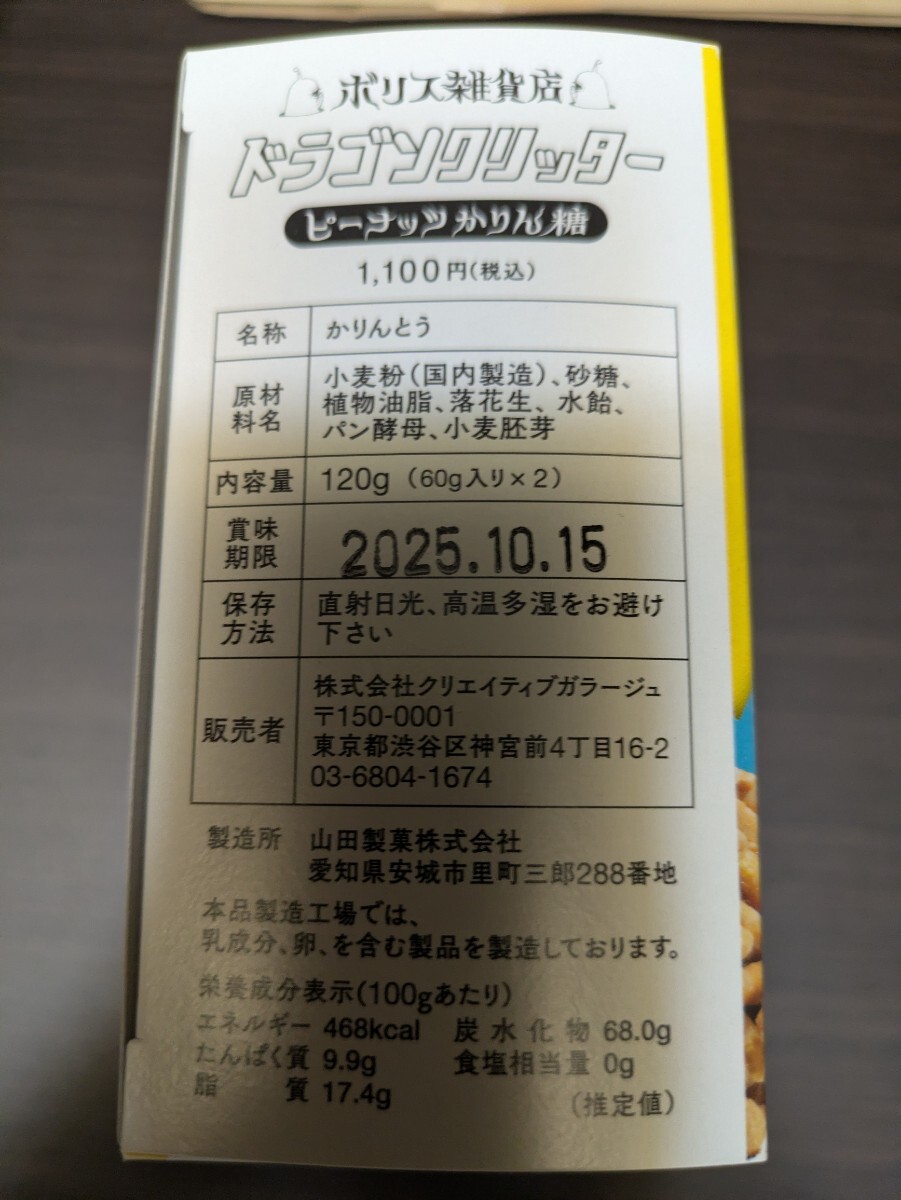 ボリス雑貨店
ドラゴンクリッター
ピーナッツかりん糖
1,100円(税込)
名称 かりんとう
原材料名 小麦粉(国内製造)、砂糖、
植物油脂、落花生、水飴、
パン酵母、小麦胚芽
内容量 120g(60g入り×2)
賞味期限 2025.10.15
保存方法 直射日光、高温多湿をお避け
下さい
販売者 株式会社クリエイティブガラージュ
〒150-0001
東京都渋谷区神宮前4丁目16-2
03-6804-1674
製造所 山田製菓株式会社
愛知県安城市里町三郎288番地
本品製造工場では、
乳成分、卵、を含む製品を製造しております。
栄養成分表示(100gあたり)
エネルギー 468kcal 炭水化物 68.0g
たんぱく質 9.9g 食塩相当量 0g
脂質 17.4g
(推定値)